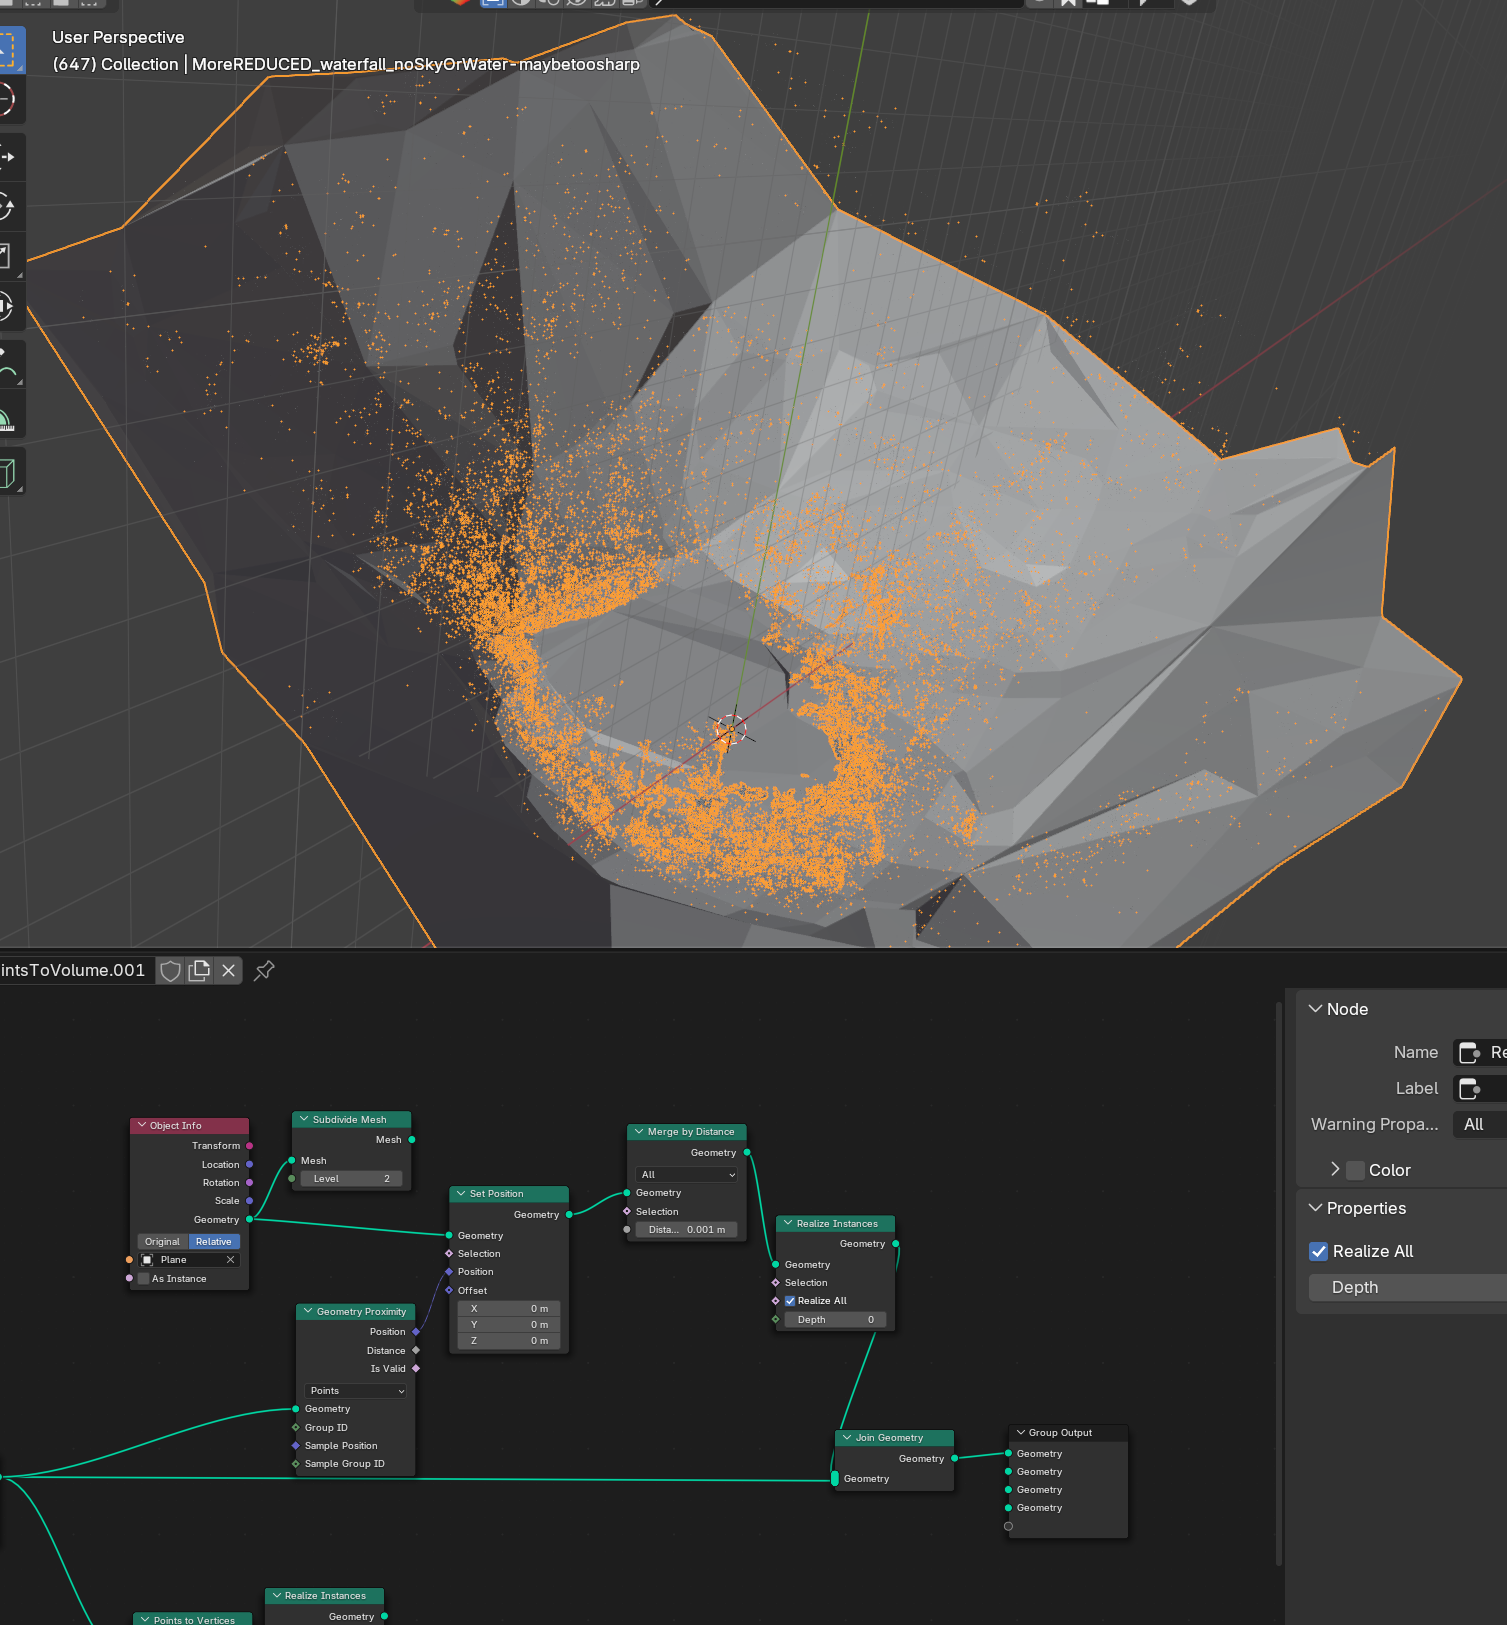 User Perspective
(647) Collection | MoreREDUCED_waterfall_noSkyOrWater-maybetoosharp
intsToVolume.001
Node
Name
Re
Label
Warning Propa...
All
Color
Properties
Realize All
Depth
Object Info
Transform
Location
Rotation
Scale
Geometry
Original
Relative
Plane
As Instance
Subdivide Mesh
Mesh
Mesh
Level 2
Set Position
Geometry
Geometry
Selection
Position
Offset
X 0 m
Y 0 m
Z 0 m
Geometry Proximity
Position
Distance
Is Valid
Points
Geometry
Group ID
Sample Position
Sample Group ID
Merge by Distance
Geometry
All
Geometry
Selection
Dista... 0.001 m
Realize Instances
Geometry
Geometry
Selection
Realize All
Depth 0
Join Geometry
Geometry
Geometry
Group Output
Geometry
Geometry
Geometry
Geometry
Realize Instances
Geometry
Points to Vertices